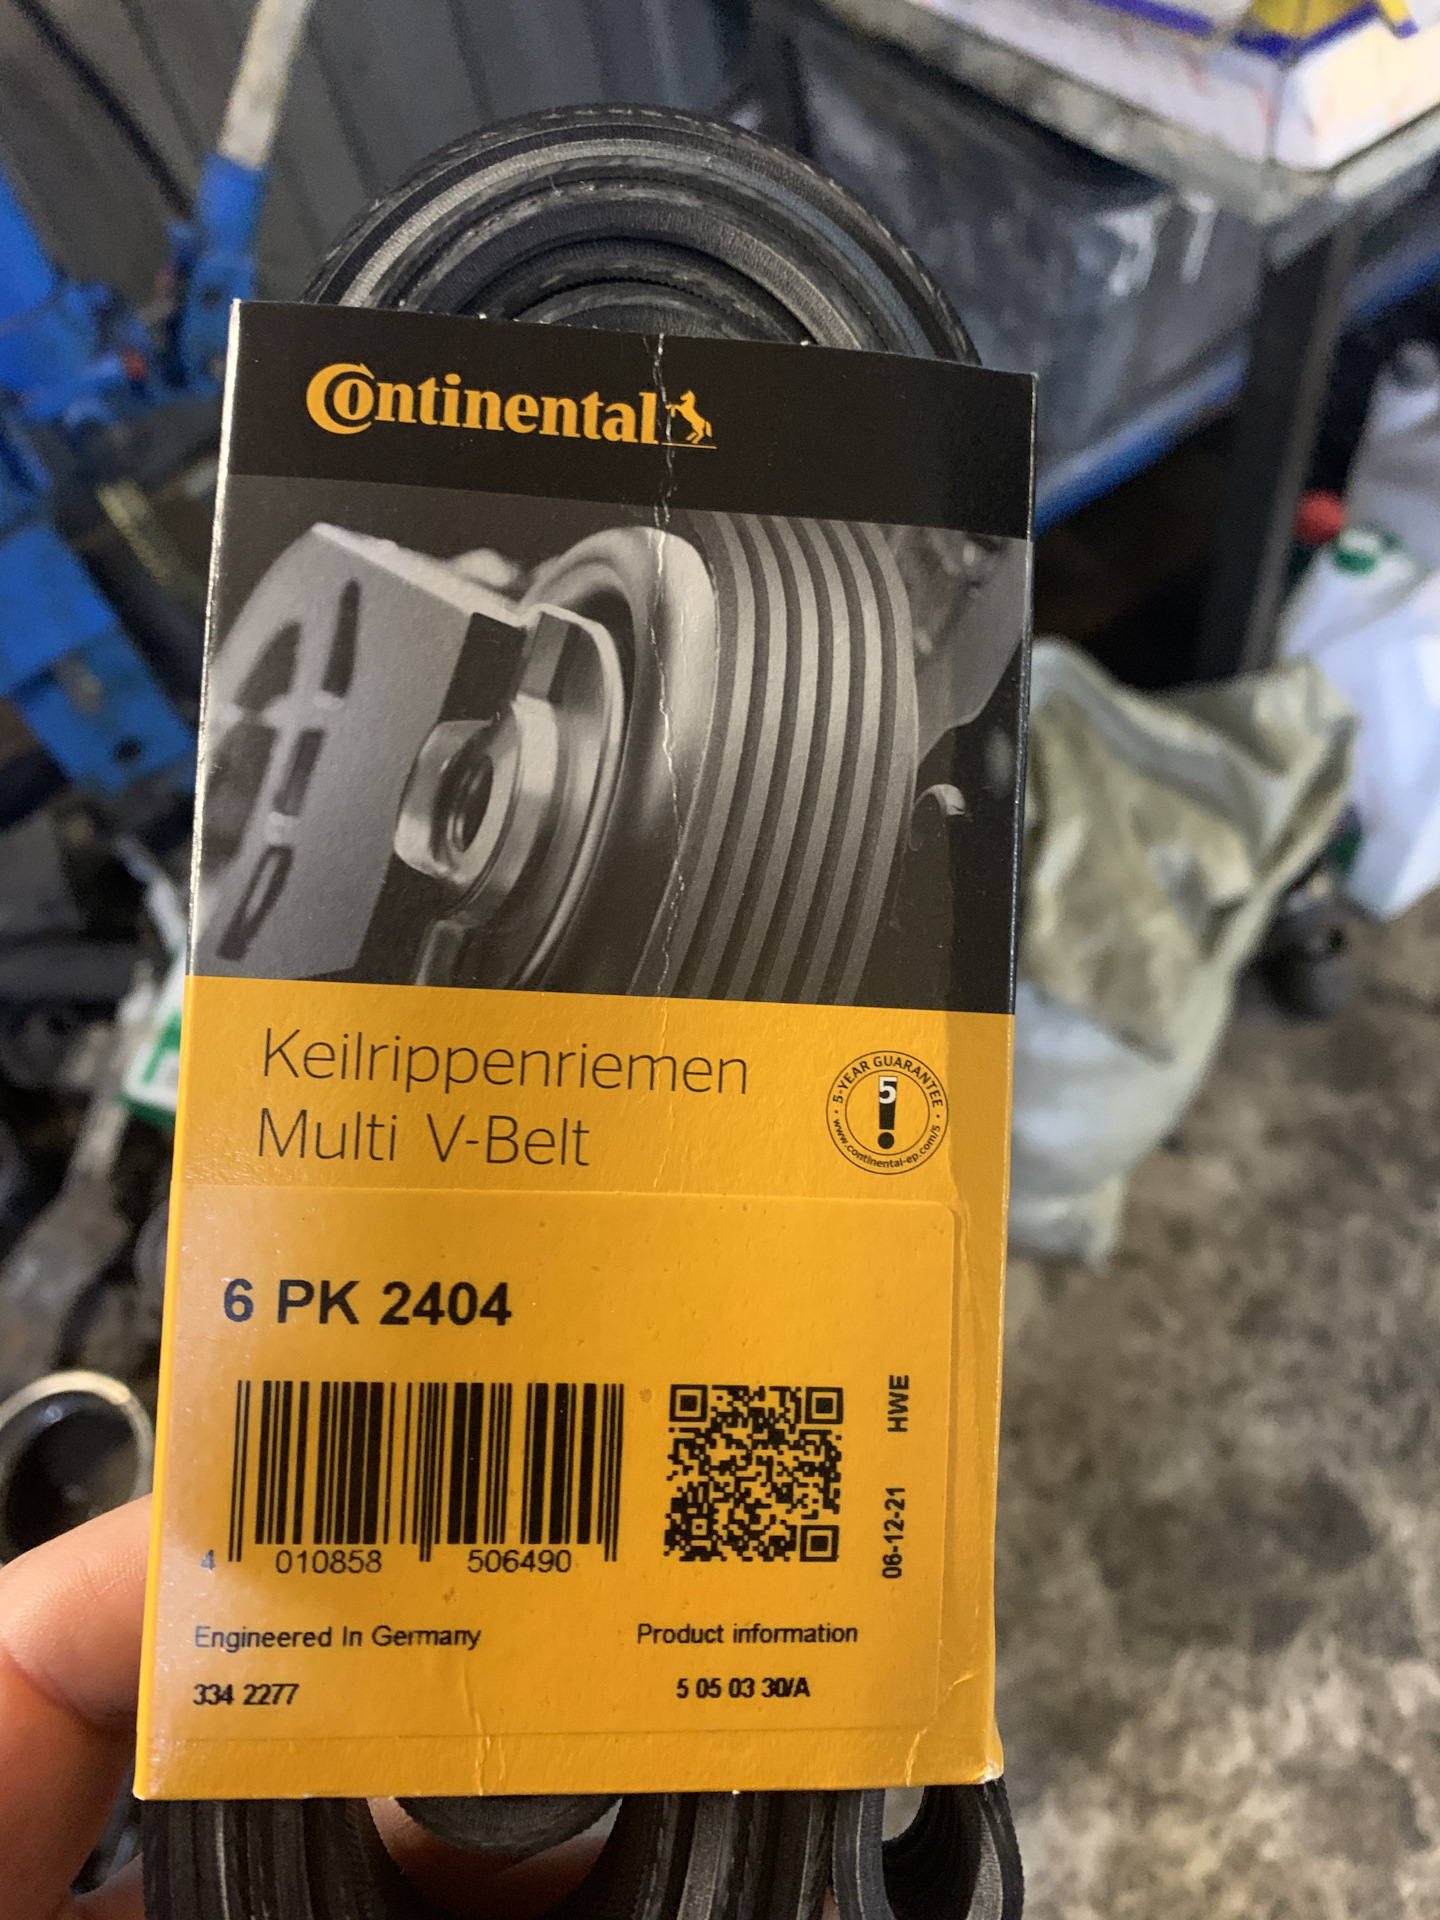 Continental
Keilrippenriemen
Multi V-Belt
5-YEAR GUARANTEE
5
www.continental-ep.com/5
6 PK 2404
4 010858 506490
06-12-21 HWE
Engineered In Germany
Product information
334 2277
5 05 03 30/A